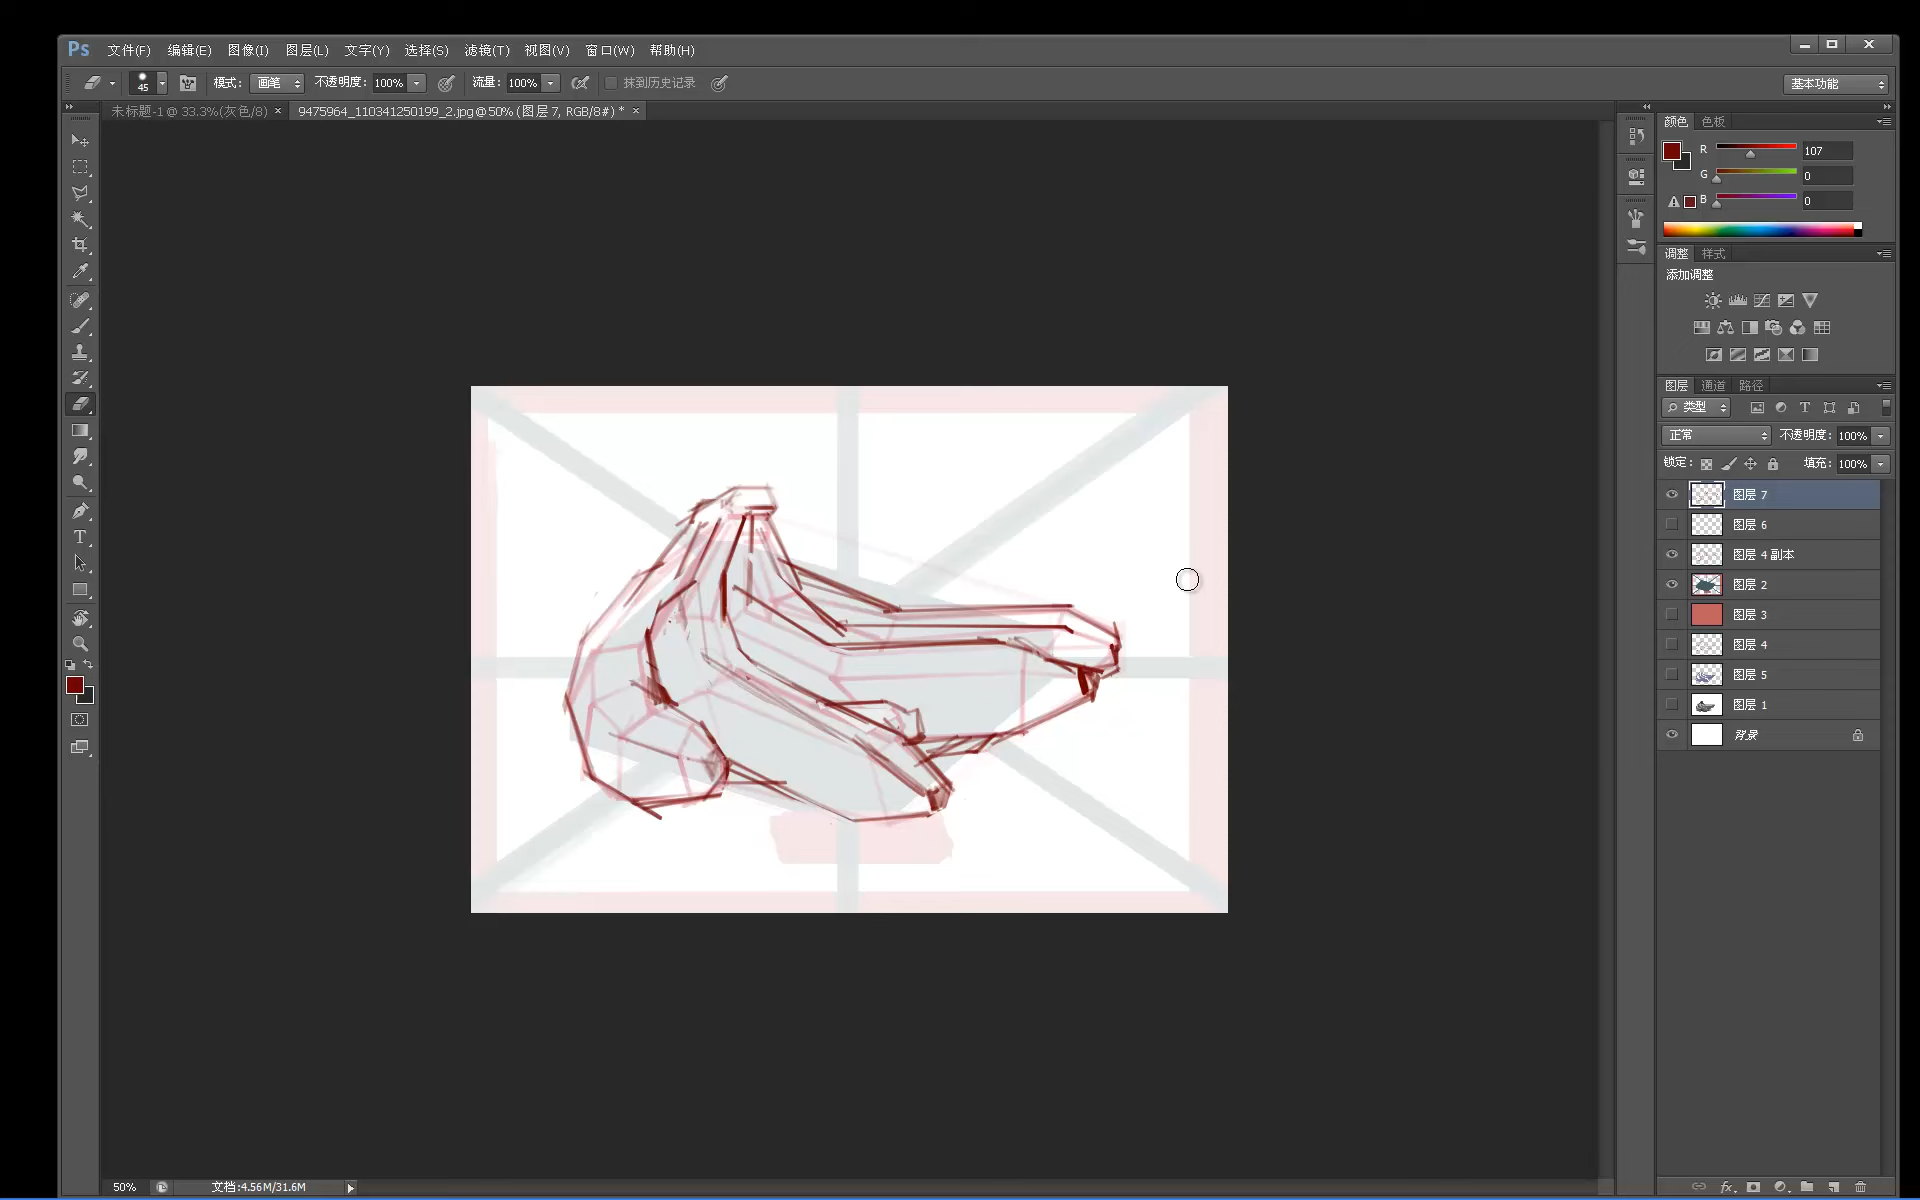 Ps 文件(F) 编辑(E) 图像(I) 图层(L) 文字(Y) 选择(S) 滤镜(T) 视图(V) 窗口(W) 帮助(H)
45 模式: 画笔 不透明度: 100% 流量: 100% 抹到历史记录 基本功能
未标题-1 @ 33.3%(灰色/8) × 9475964_110341250199_2.jpg @ 50% (图层 7, RGB/8#) * ×
颜色 色板
R 107
G 0
B 0
调整 样式
添加调整
图层 通道 路径
类型
正常 不透明度: 100%
锁定: 填充: 100%
图层 7
图层 6
图层 4 副本
图层 2
图层 3
图层 4
图层 5
图层 1
背景
50% 文档:4.56M/31.6M